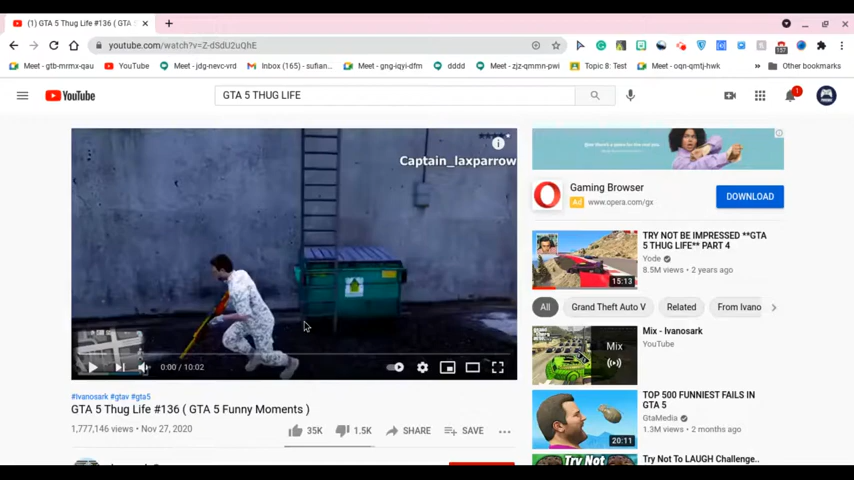 (1) GTA 5 Thug Life #136 ( GTA 5
youtube.com/watch?v=Z-dSdU2uQhE
137
Meet - gtb-mrmx-qau
YouTube
Meet - jdg-nevc-vrd
Inbox (165) - sufian...
Meet - gng-iqyi-dfm
dddd
Meet - zjz-qmmn-pwi
Topic 8: Test
Meet - oqn-qmtj-hwk
»
Other bookmarks
YouTube
GTA 5 THUG LIFE
1
Captain_laxparrow
0:00 / 10:02
#Ivanosark #gtav #gta5
GTA 5 Thug Life #136 ( GTA 5 Funny Moments )
1,777,146 views • Nov 27, 2020
35K
1.5K
SHARE
SAVE
Gaming Browser
Ad
www.opera.com/gx
DOWNLOAD
TRY NOT BE IMPRESSED **GTA
5 THUG LIFE** PART 4
Yode
8.5M views • 2 years ago
15:13
All
Grand Theft Auto V
Related
From Ivano
Mix
Mix - Ivanosark
YouTube
TOP 500 FUNNIEST FAILS IN
GTA 5
GtaMedia
1.3M views • 2 months ago
20:11
Try Not
Try Not To LAUGH Challenge..